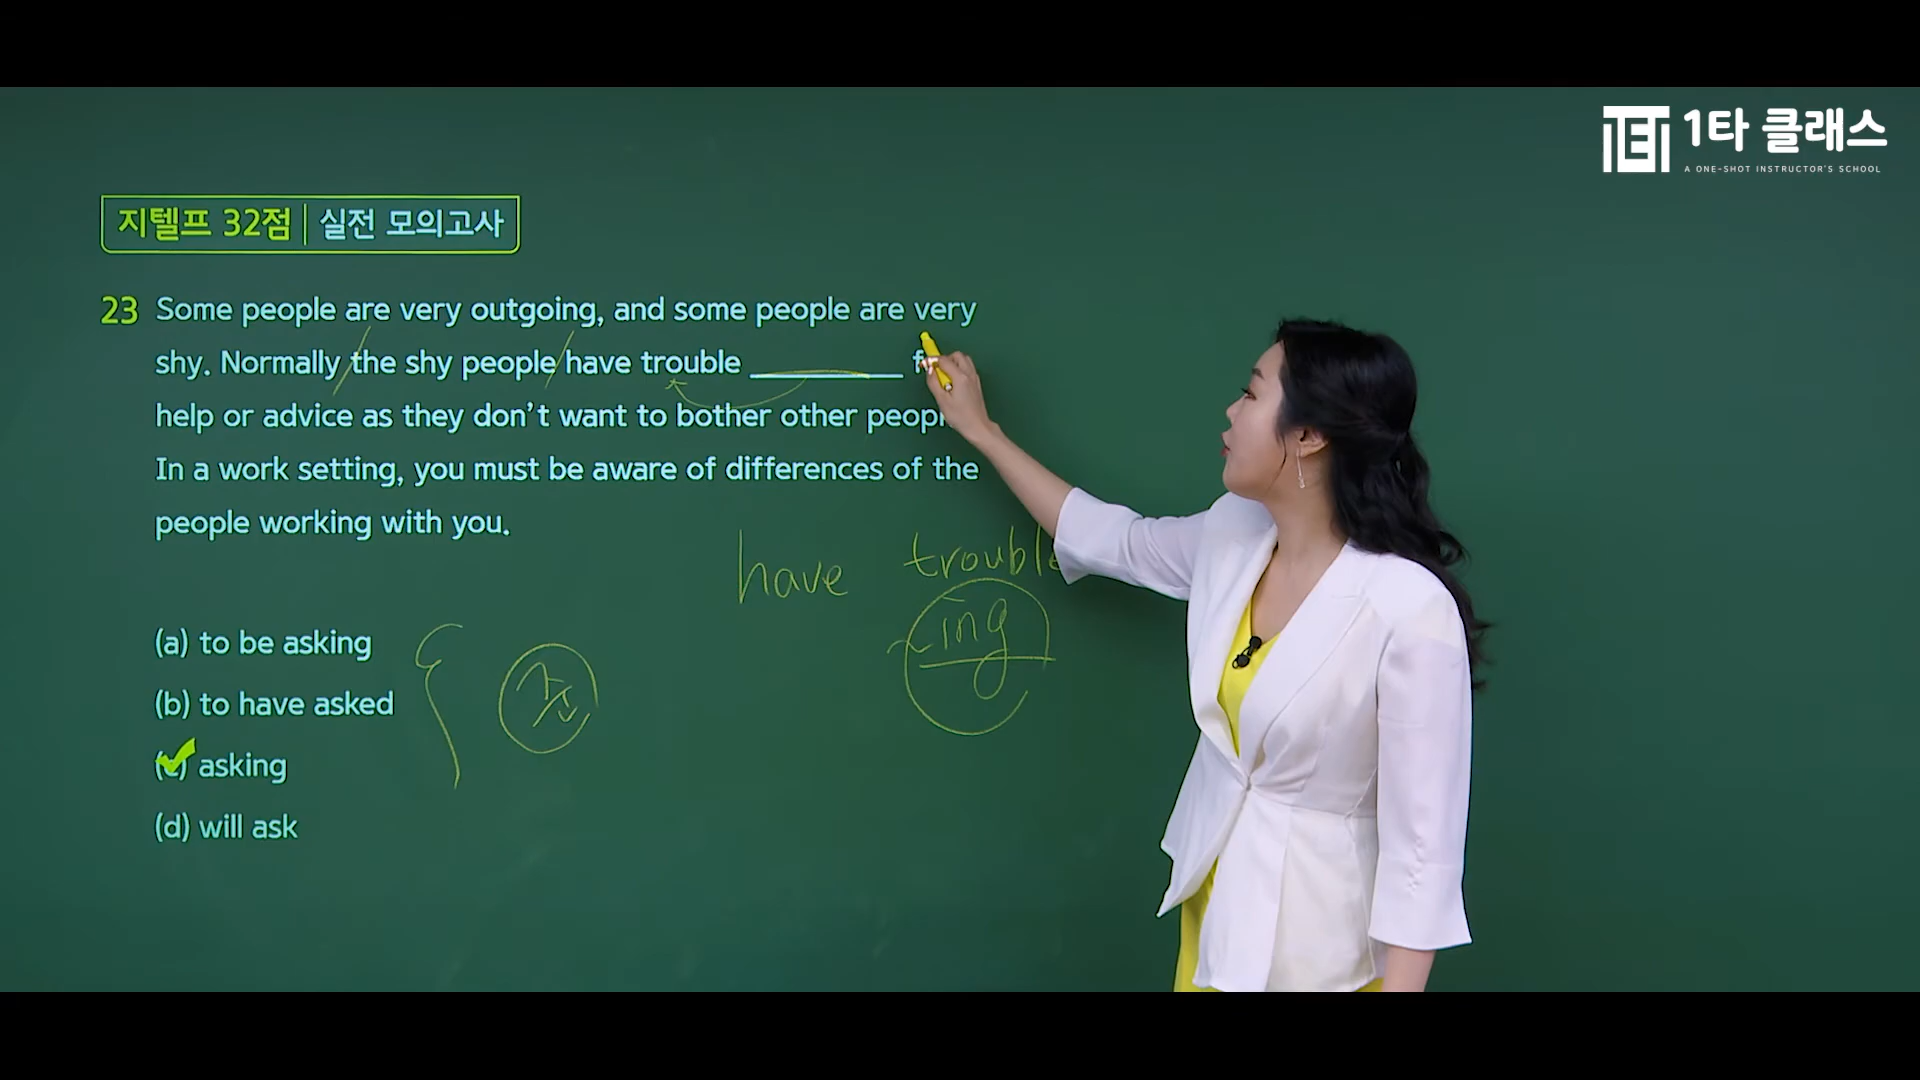 1타 클래스
A ONE-SHOT INSTRUCTOR'S SCHOOL
지텔프 32점 | 실전 모의고사
23 Some people are very outgoing, and some people are very
shy. Normally the shy people have trouble __________
help or advice as they don't want to bother other
In a work setting, you must be aware of differences of the
people working with you.
have trouble
~ing
(a) to be asking
(b) to have asked
준
(c) asking
(d) will ask